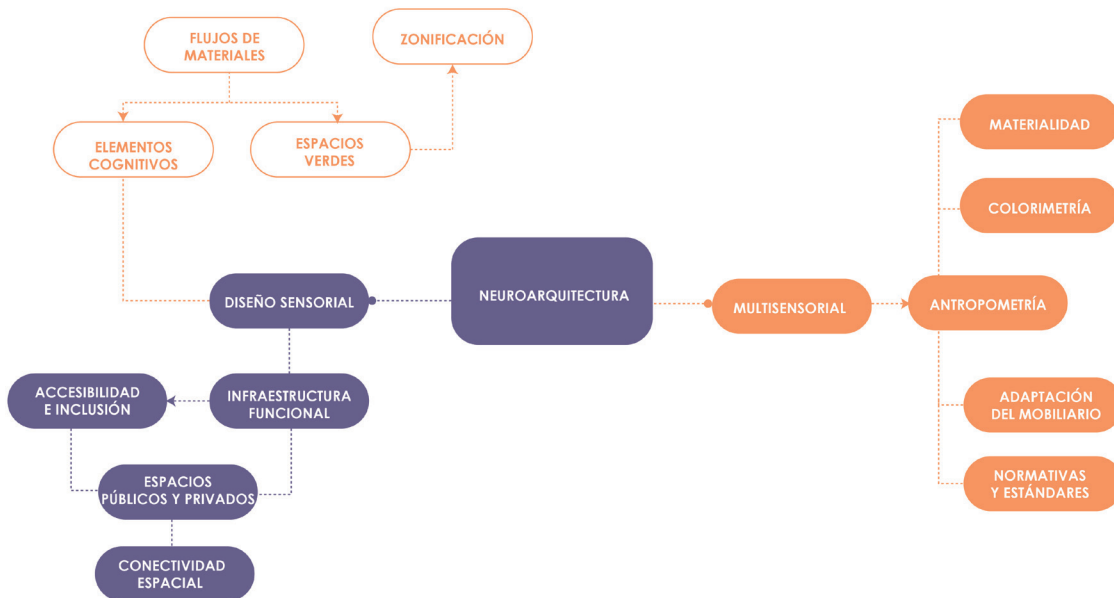 FLUJOS DE
MATERIALES
ZONIFICACIÓN
ELEMENTOS
COGNITIVOS
ESPACIOS
VERDES
MATERIALIDAD
COLORIMETRÍA
DISEÑO SENSORIAL
NEUROARQUITECTURA
MULTISENSORIAL
ANTROPOMETRÍA
ACCESIBILIDAD
E INCLUSIÓN
INFRAESTRUCTURA
FUNCIONAL
ADAPTACIÓN
DEL MOBILIARIO
ESPACIOS
PÚBLICOS Y PRIVADOS
NORMATIVAS
Y ESTÁNDARES
CONECTIVIDAD
ESPACIAL